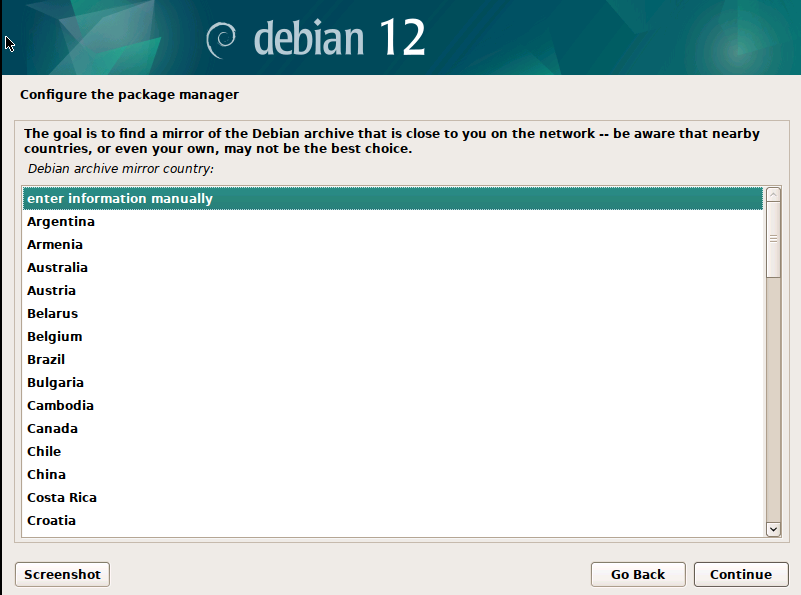 debian 12
Configure the package manager
The goal is to find a mirror of the Debian archive that is close to you on the network -- be aware that nearby
countries, or even your own, may not be the best choice.
Debian archive mirror country:
enter information manually
Argentina
Armenia
Australia
Austria
Belarus
Belgium
Brazil
Bulgaria
Cambodia
Canada
Chile
China
Costa Rica
Croatia
Screenshot
Go Back
Continue